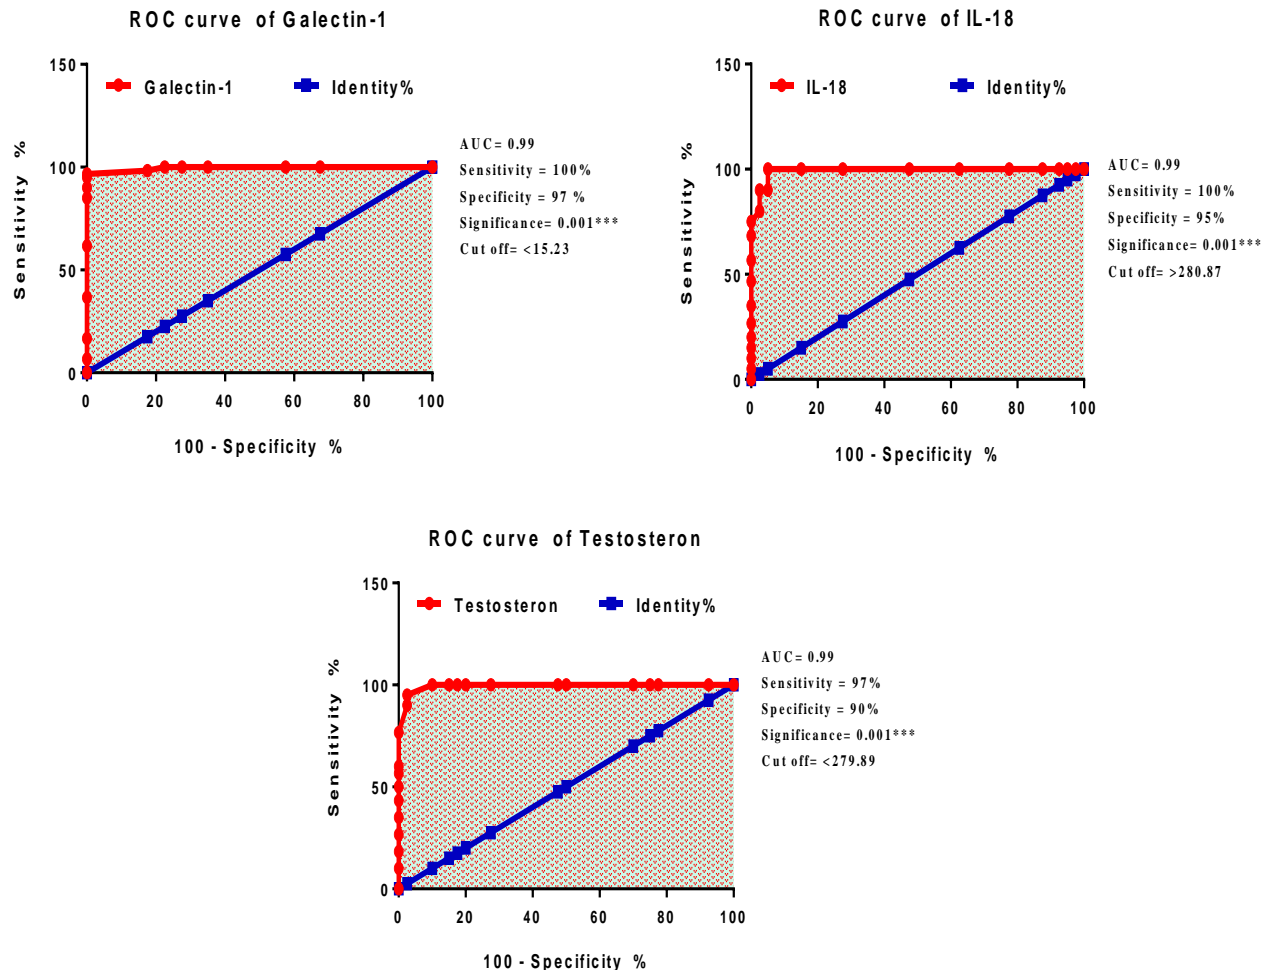 ROC curve of Galectin-1
Galectin-1 Identity%
150
100
50
0
Sensitivity %
0 20 40 60 80 100
100 - Specificity %
AUC= 0.99
Sensitivity = 100%
Specificity = 97 %
Significance= 0.001***
Cut off= <15.23
ROC curve of IL-18
IL-18 Identity%
150
100
50
0
Sensitivity %
0 20 40 60 80 100
100 - Specificity %
AUC= 0.99
Sensitivity = 100%
Specificity = 95%
Significance= 0.001***
Cut off= >280.87
ROC curve of Testosteron
Testosteron Identity%
150
100
50
0
Sensitivity %
0 20 40 60 80 100
100 - Specificity %
AUC= 0.99
Sensitivity = 97%
Specificity = 90%
Significance= 0.001***
Cut off= <279.89